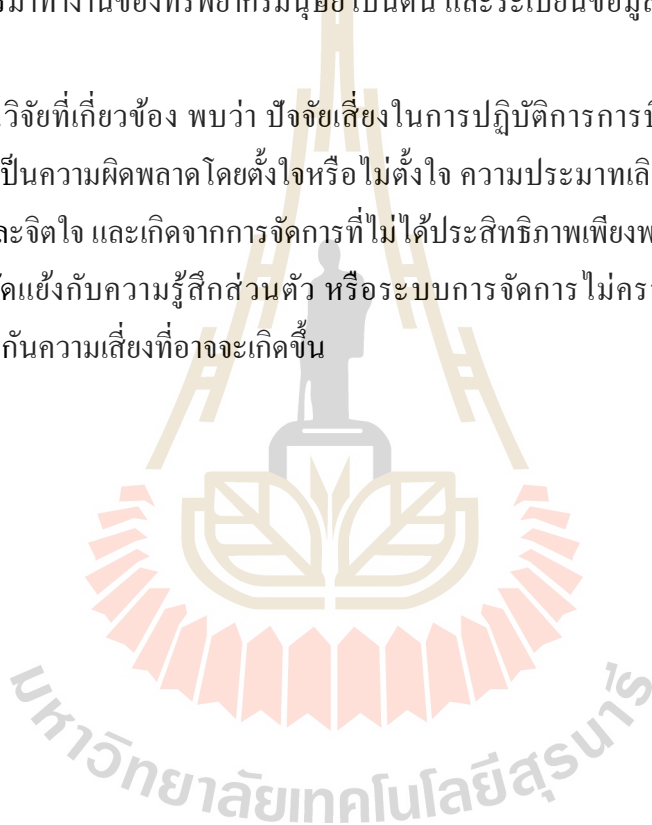 มาทำงานของทรัพยากรมนุษย์ เป็นต้น และระเบียบข้อมูล
วิจัยที่เกี่ยวข้อง พบว่า ปัจจัยเสี่ยงในการปฏิบัติการการบิ
ป็นความผิดพลาดโดยตั้งใจหรือไม่ตั้งใจ ความประมาทเลิ
ละจิตใจ และเกิดจากการจัดการที่ไม่ได้ประสิทธิภาพเพียงพ
ัดแย้งกับความรู้สึกส่วนตัว หรือระบบการจัดการไม่คร
กันความเสี่ยงที่อาจจะเกิดขึ้น
มหาวิทยาลัยเทคโนโลยีสุรนารี